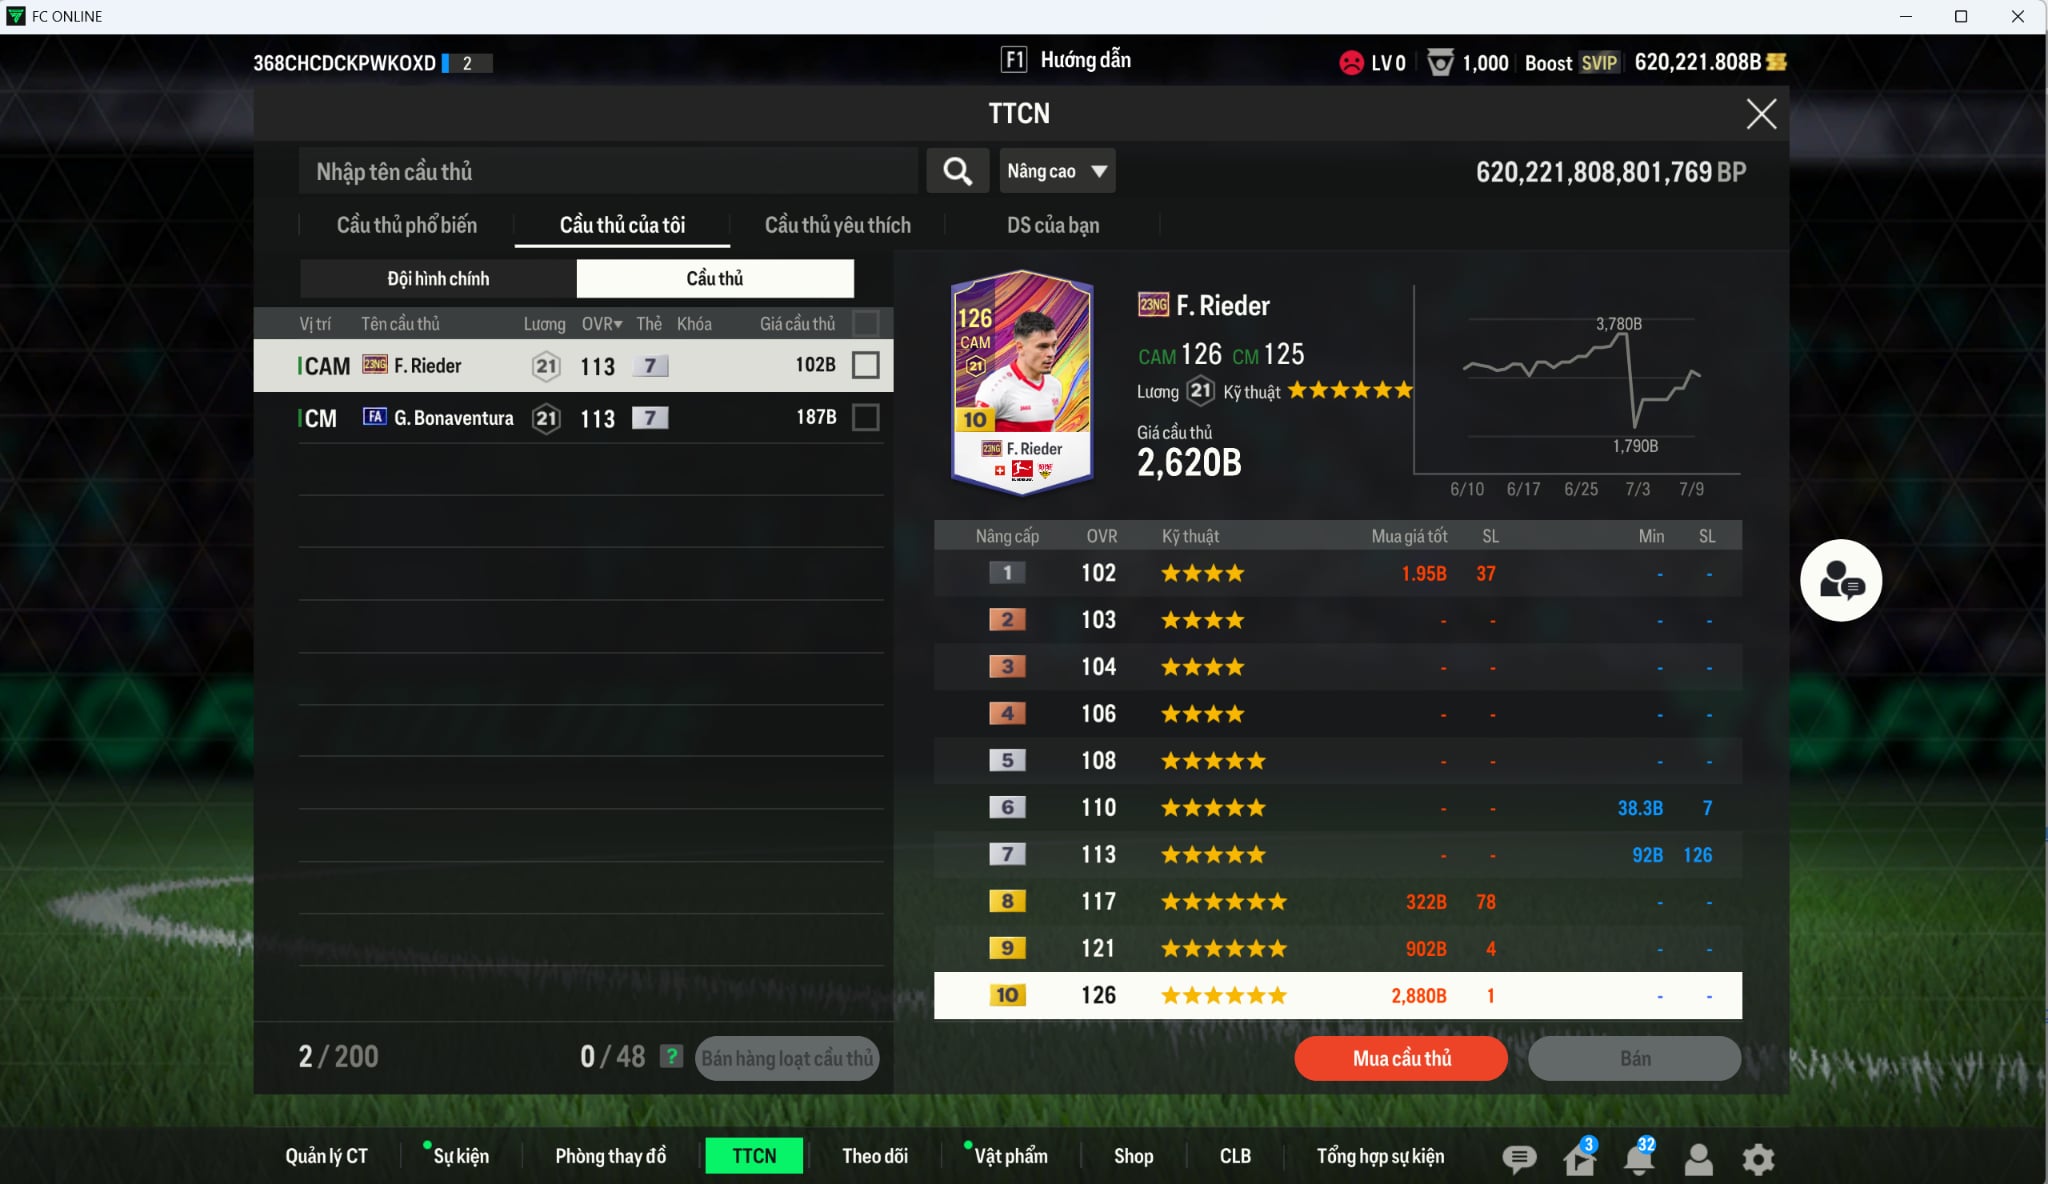 FC ONLINE
368CHCDCKPWKOXD 2
F1 Hướng dẫn
LV 0 1,000 Boost SVIP 620,221.808B
TTCN
Nhập tên cầu thủ
Nâng cao
620,221,808,801,769 BP
Cầu thủ phổ biến Cầu thủ của tôi Cầu thủ yêu thích DS của bạn
Đội hình chính Cầu thủ
Vị trí Tên cầu thủ Lương OVR▾ Thẻ Khóa Giá cầu thủ
CAM 23NG F. Rieder 21 113 7 102B
CM FA G. Bonaventura 21 113 7 187B
2 / 200
0 / 48 ? Bán hàng loạt cầu thủ
126
CAM
21
10
23NG F. Rieder
23NG F. Rieder
CAM 126 CM 125
Lương 21 Kỹ thuật ★★★★★★
Giá cầu thủ
2,620B
3,780B
1,790B
6/10 6/17 6/25 7/3 7/9
Nâng cấp OVR Kỹ thuật Mua giá tốt SL Min SL
1 102 ★★★★ 1.95B 37 - -
2 103 ★★★★ - - - -
3 104 ★★★★ - - - -
4 106 ★★★★ - - - -
5 108 ★★★★★ - - - -
6 110 ★★★★★ - - 38.3B 7
7 113 ★★★★★ - - 92B 126
8 117 ★★★★★★ 322B 78 - -
9 121 ★★★★★★ 902B 4 - -
10 126 ★★★★★★ 2,880B 1 - -
Mua cầu thủ Bán
Quản lý CT Sự kiện Phòng thay đồ TTCN Theo dõi Vật phẩm Shop CLB Tổng hợp sự kiện 3 32